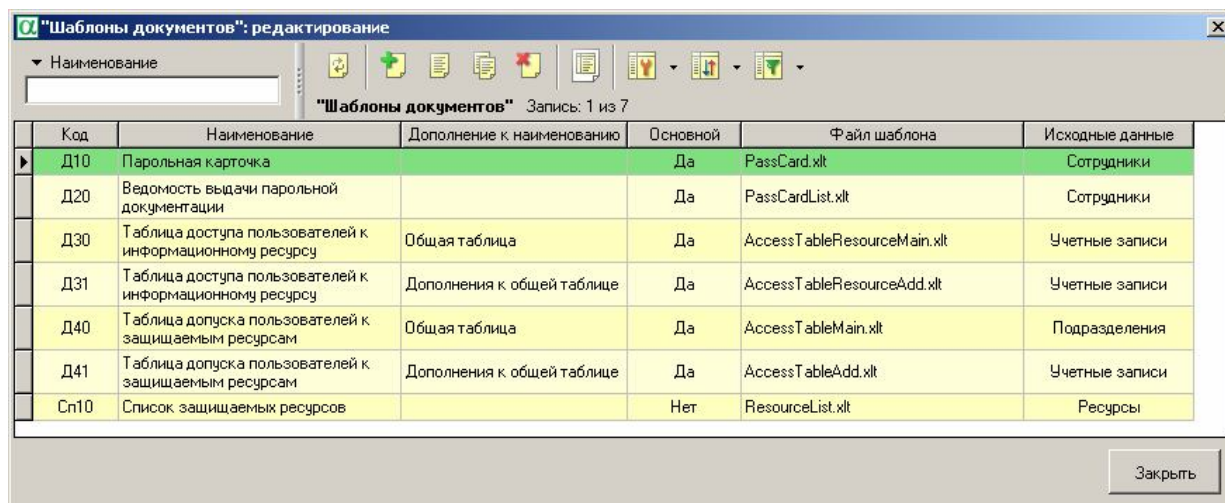 "Шаблоны документов": редактирование
Наименование
"Шаблоны документов" Запись: 1 из 7
Код Наименование Дополнение к наименованию Основной Файл шаблона Исходные данные
Д10 Парольная карточка Да PassCard.xlt Сотрудники
Д20 Ведомость выдачи парольной документации Да PassCardList.xlt Сотрудники
Д30 Таблица доступа пользователей к информационному ресурсу Общая таблица Да AccessTableResourceMain.xlt Учетные записи
Д31 Таблица доступа пользователей к информационному ресурсу Дополнения к общей таблице Да AccessTableResourceAdd.xlt Учетные записи
Д40 Таблица допуска пользователей к защищаемым ресурсам Общая таблица Да AccessTableMain.xlt Подразделения
Д41 Таблица допуска пользователей к защищаемым ресурсам Дополнения к общей таблице Да AccessTableAdd.xlt Учетные записи
Сп10 Список защищаемых ресурсов Нет ResourceList.xlt Ресурсы
Закрыть